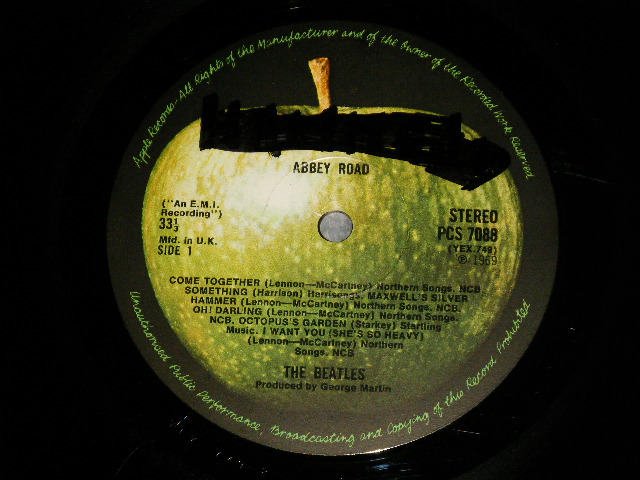 Apple Records-All Rights of the Manufacturer and of the Owner of the Recorded Work Reserved
ABBEY ROAD
("An E.M.I.
Recording")
33⅓
Mfd. in U.K.
SIDE 1
STEREO
PCS 7088
(YEX.749)
℗ 1969
COME TOGETHER (Lennon—McCartney) Northern Songs. NCB
SOMETHING (Harrison) Harrisongs. MAXWELL'S SILVER
HAMMER (Lennon—McCartney) Northern Songs. NCB.
OH! DARLING (Lennon—McCartney) Northern Songs.
NCB. OCTOPUS'S GARDEN (Starkey) Startling
Music. I WANT YOU (SHE'S SO HEAVY)
(Lennon—McCartney) Northern
Songs. NCB
THE BEATLES
Produced by George Martin
Unauthorised Public Performance, Broadcasting and Copying of this Record Prohibited